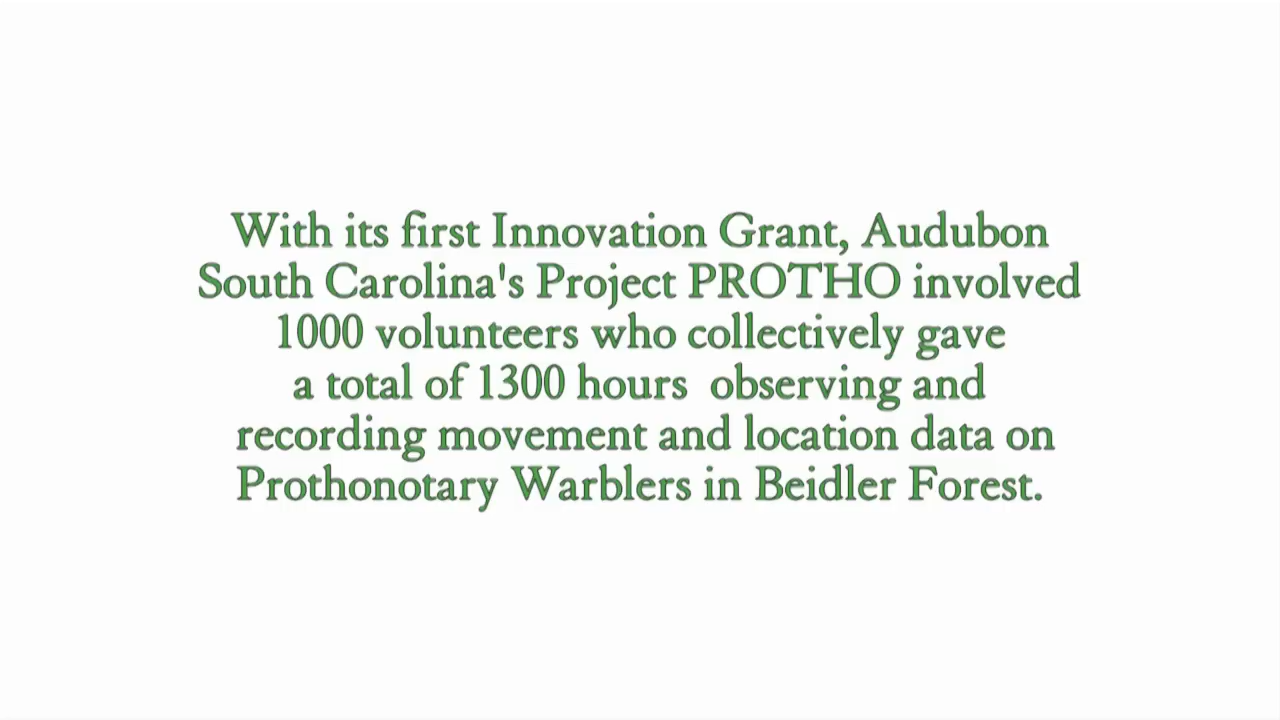 With its first Innovation Grant, Audubon
South Carolina's Project PROTHO involved
1000 volunteers who collectively gave
a total of 1300 hours  observing and
recording movement and location data on
Prothonotary Warblers in Beidler Forest.